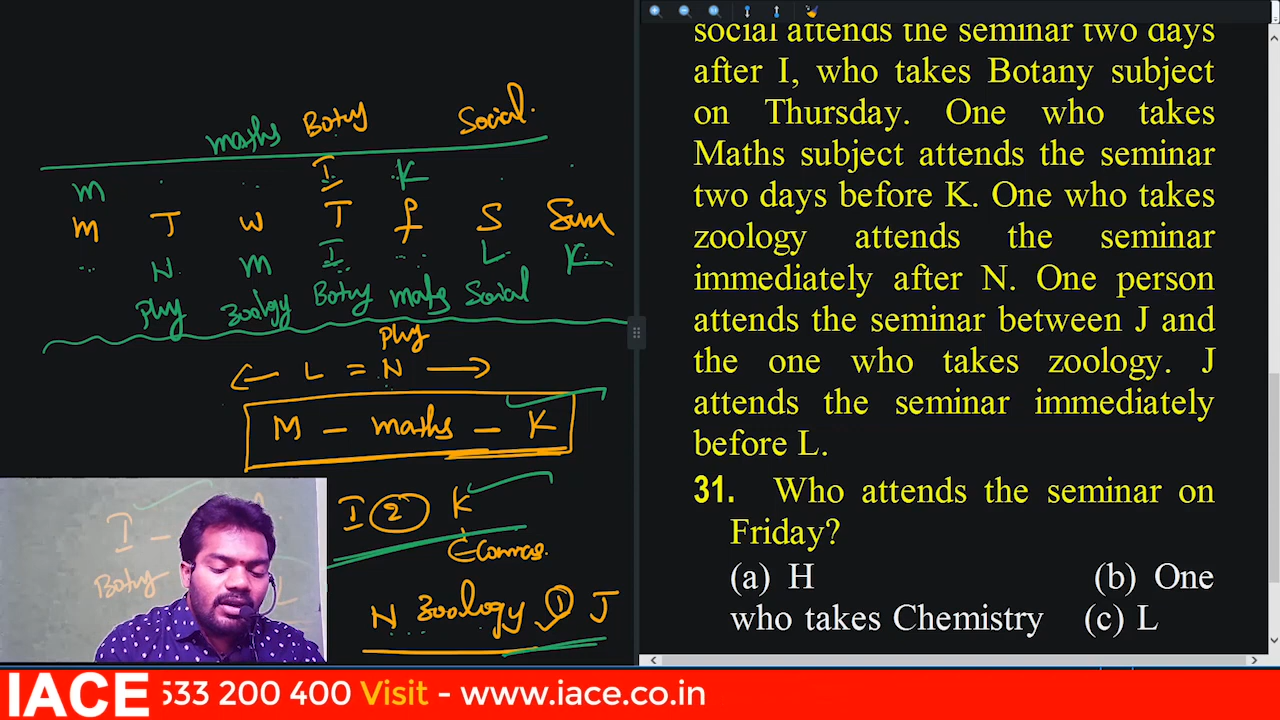 maths Botny Social.
M I K
M T W T f S Sun
N M I L K
Phy Zoology Botny maths Social
Phy
L = N
M - maths - K
I 2 K
N Zoology 1 J
I -
Botny
social attends the seminar two days
after I, who takes Botany subject
on Thursday. One who takes
Maths subject attends the seminar
two days before K. One who takes
zoology attends the seminar
immediately after N. One person
attends the seminar between J and
the one who takes zoology. J
attends the seminar immediately
before L.
31. Who attends the seminar on
Friday?
(a) H (b) One
who takes Chemistry (c) L
IACE 533 200 400 Visit - www.iace.co.in